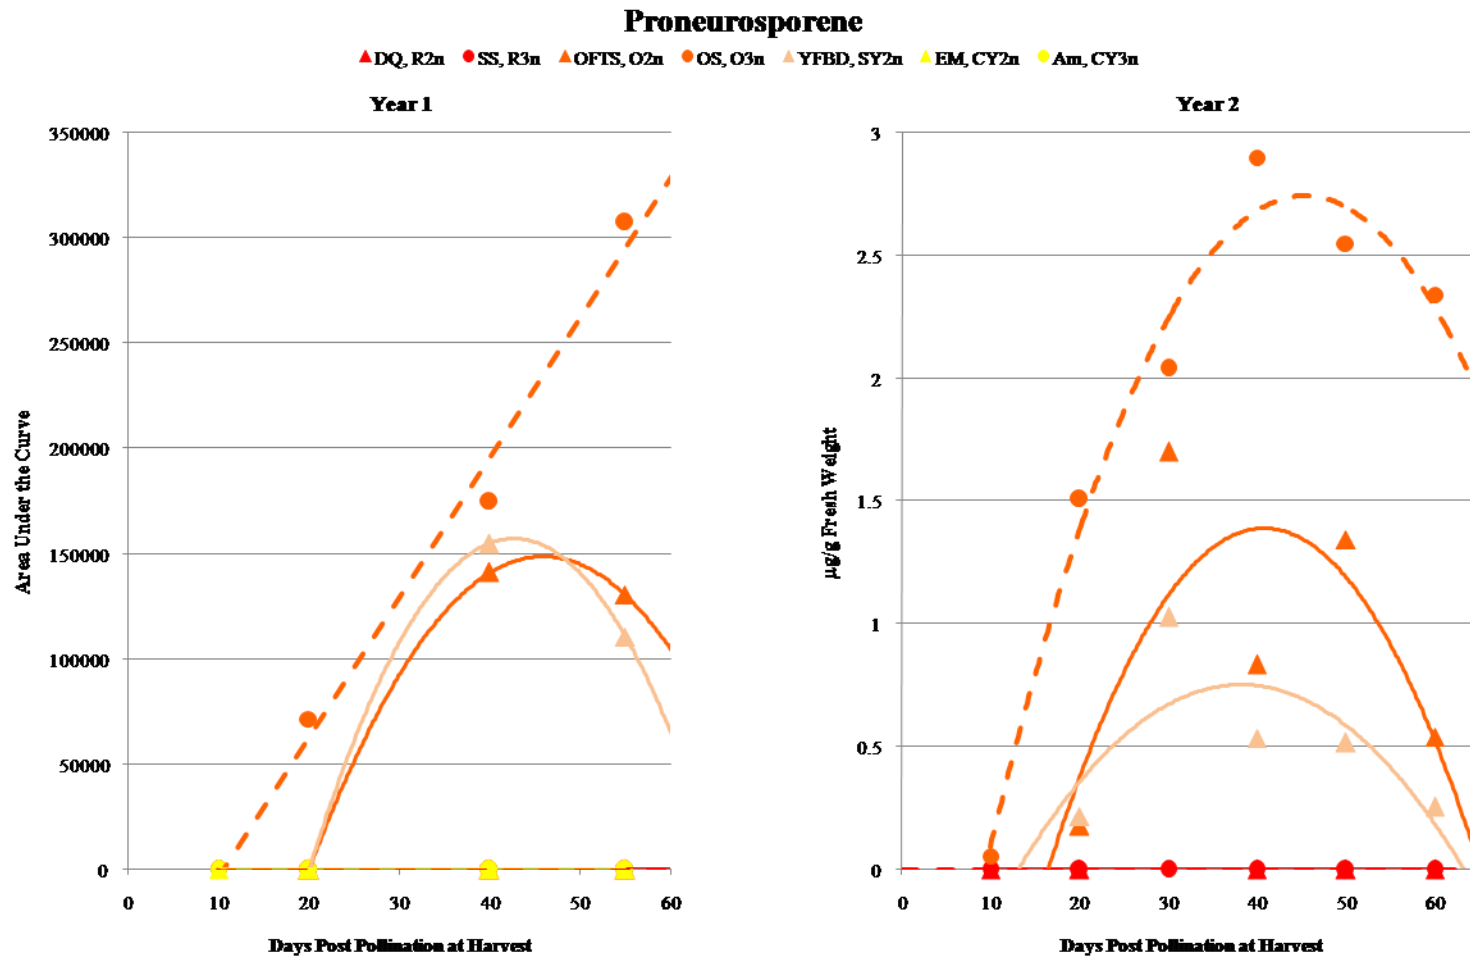 Proneurosporene
DQ, R2n SS, R3n OFTS, O2n OS, O3n YFBD, SY2n EM, CY2n Am, CY3n
Year 1
350000
300000
250000
200000
150000
100000
50000
0
Area Under the Curve
0 10 20 30 40 50 60
Days Post Pollination at Harvest
Year 2
3
2.5
2
1.5
1
0.5
0
µg/g Fresh Weight
0 10 20 30 40 50 60
Days Post Pollination at Harvest